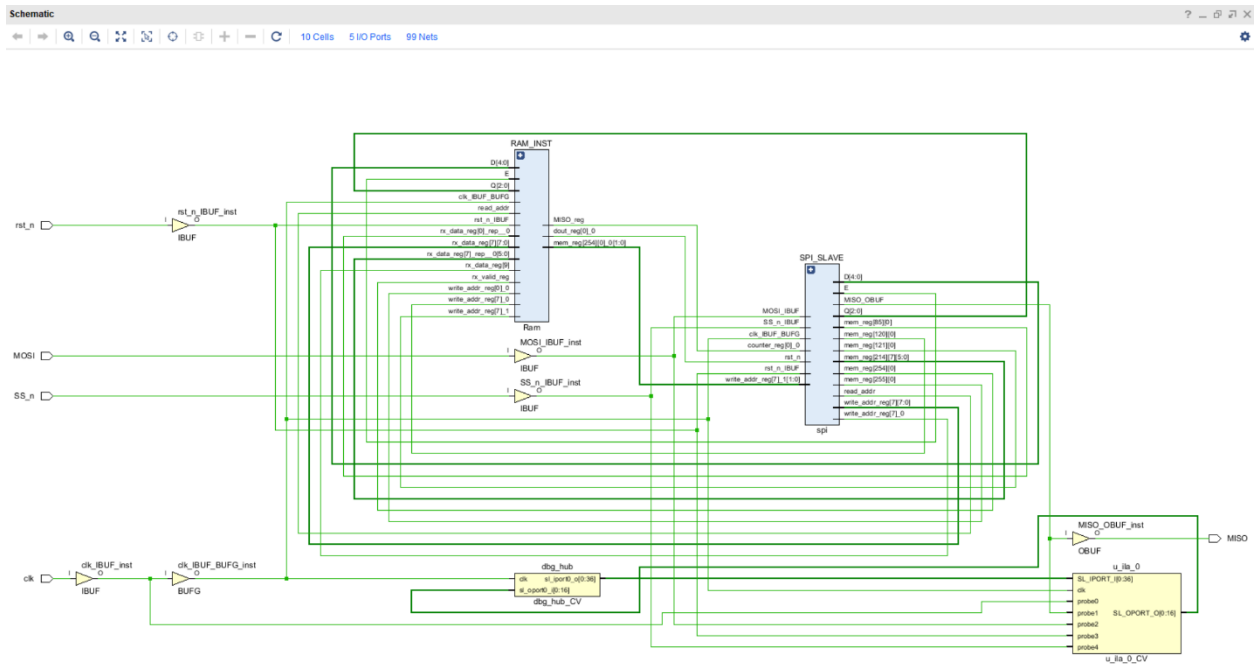 Schematic
10 Cells 5 I/O Ports 99 Nets
rst_n
I
O
rst_n_IBUF_inst
IBUF
MOSI
I
O
MOSI_IBUF_inst
IBUF
SS_n
I
O
SS_n_IBUF_inst
IBUF
clk
I
O
clk_IBUF_inst
IBUF
I
O
clk_IBUF_BUFG_inst
BUFG
RAM_INST
D[4:0]
E
Q[2:0]
clk_IBUF_BUFG
read_addr
rst_n_IBUF
rx_data_reg[0]_rep__0
rx_data_reg[7][7:0]
rx_data_reg[7]_rep__0[5:0]
rx_data_reg[9]
rx_valid_reg
write_addr_reg[0]_0
write_addr_reg[7]_0
write_addr_reg[7]_1
MISO_reg
dout_reg[0]_0
mem_reg[254][0]_0[1:0]
Ram
SPI_SLAVE
MOSI_IBUF
SS_n_IBUF
clk_IBUF_BUFG
counter_reg[0]_0
rst_n
rst_n_IBUF
write_addr_reg[7]_1[1:0]
D[4:0]
E
MISO_OBUF
Q[2:0]
mem_reg[85][0]
mem_reg[120][0]
mem_reg[121][0]
mem_reg[214][7][5:0]
mem_reg[254][0]
mem_reg[255][0]
read_addr
write_addr_reg[7][7:0]
write_addr_reg[7]_0
spi
dbg_hub
clk
sl_iport0_o[0:36]
sl_oport0_i[0:16]
dbg_hub_CV
MISO_OBUF_inst
I
O
OBUF
MISO
u_ila_0
SL_IPORT_I[0:36]
clk
probe0
probe1
SL_OPORT_O[0:16]
probe2
probe3
probe4
u_ila_0_CV